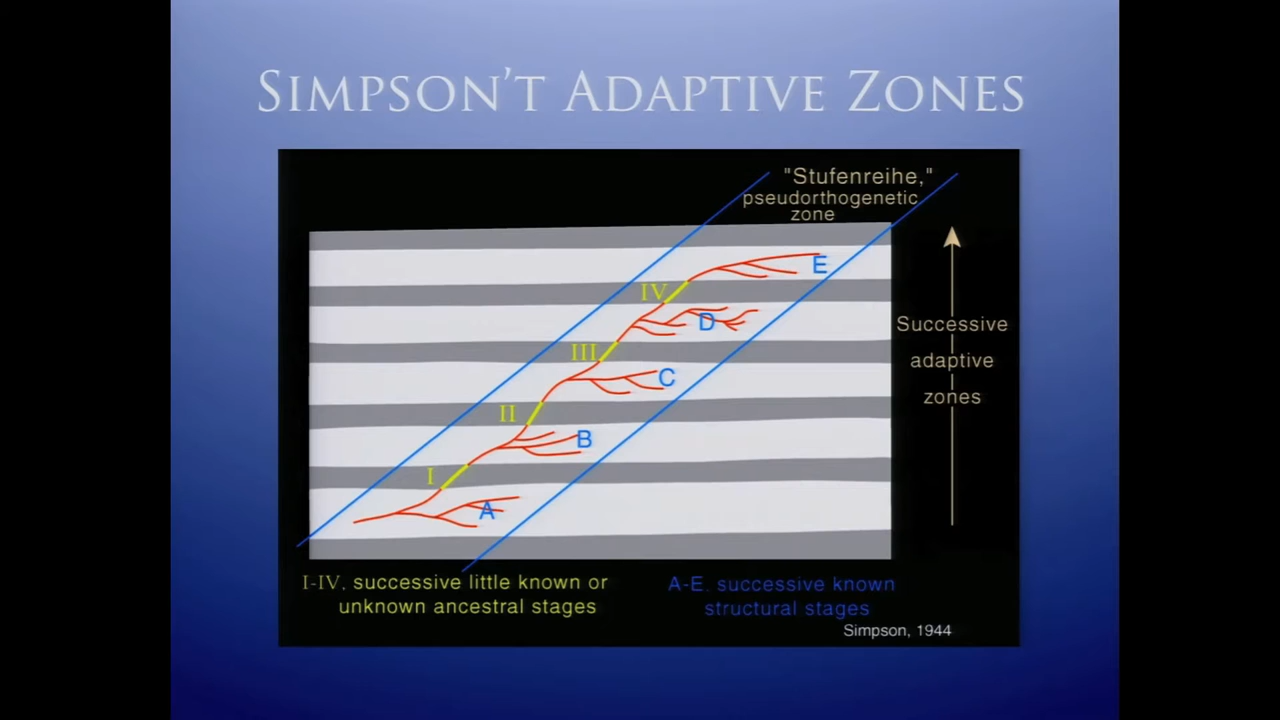 SIMPSON'T ADAPTIVE ZONES
"Stufenreihe,"
pseudorthogenetic
zone
E
IV
D
III
C
II
B
I
A
Successive
adaptive
zones
I-IV. successive little known or
unknown ancestral stages
A-E. successive known
structural stages
Simpson, 1944